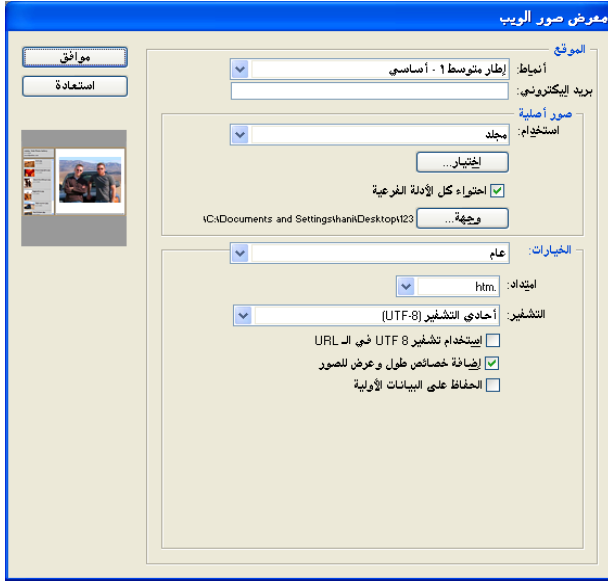 معرض صور الويب
الموقع
أنماط: إطار متوسط ١ - أساسي
بريد إليكتروني:
موافق
استعادة
صور أصلية
استخدام: مجلد
إختيار...
احتواء كل الأدلة الفرعية
وجهة... \C:\Documents and Settings\hani\Desktop\123
الخيارات: عام
امتداد: .htm
التشفير: أحادي التشفير (UTF-8)
إستخدام تشفير UTF 8 في الـ URL
إضافة خصائص طول وعرض للصور
الحفاظ على البيانات الأولية